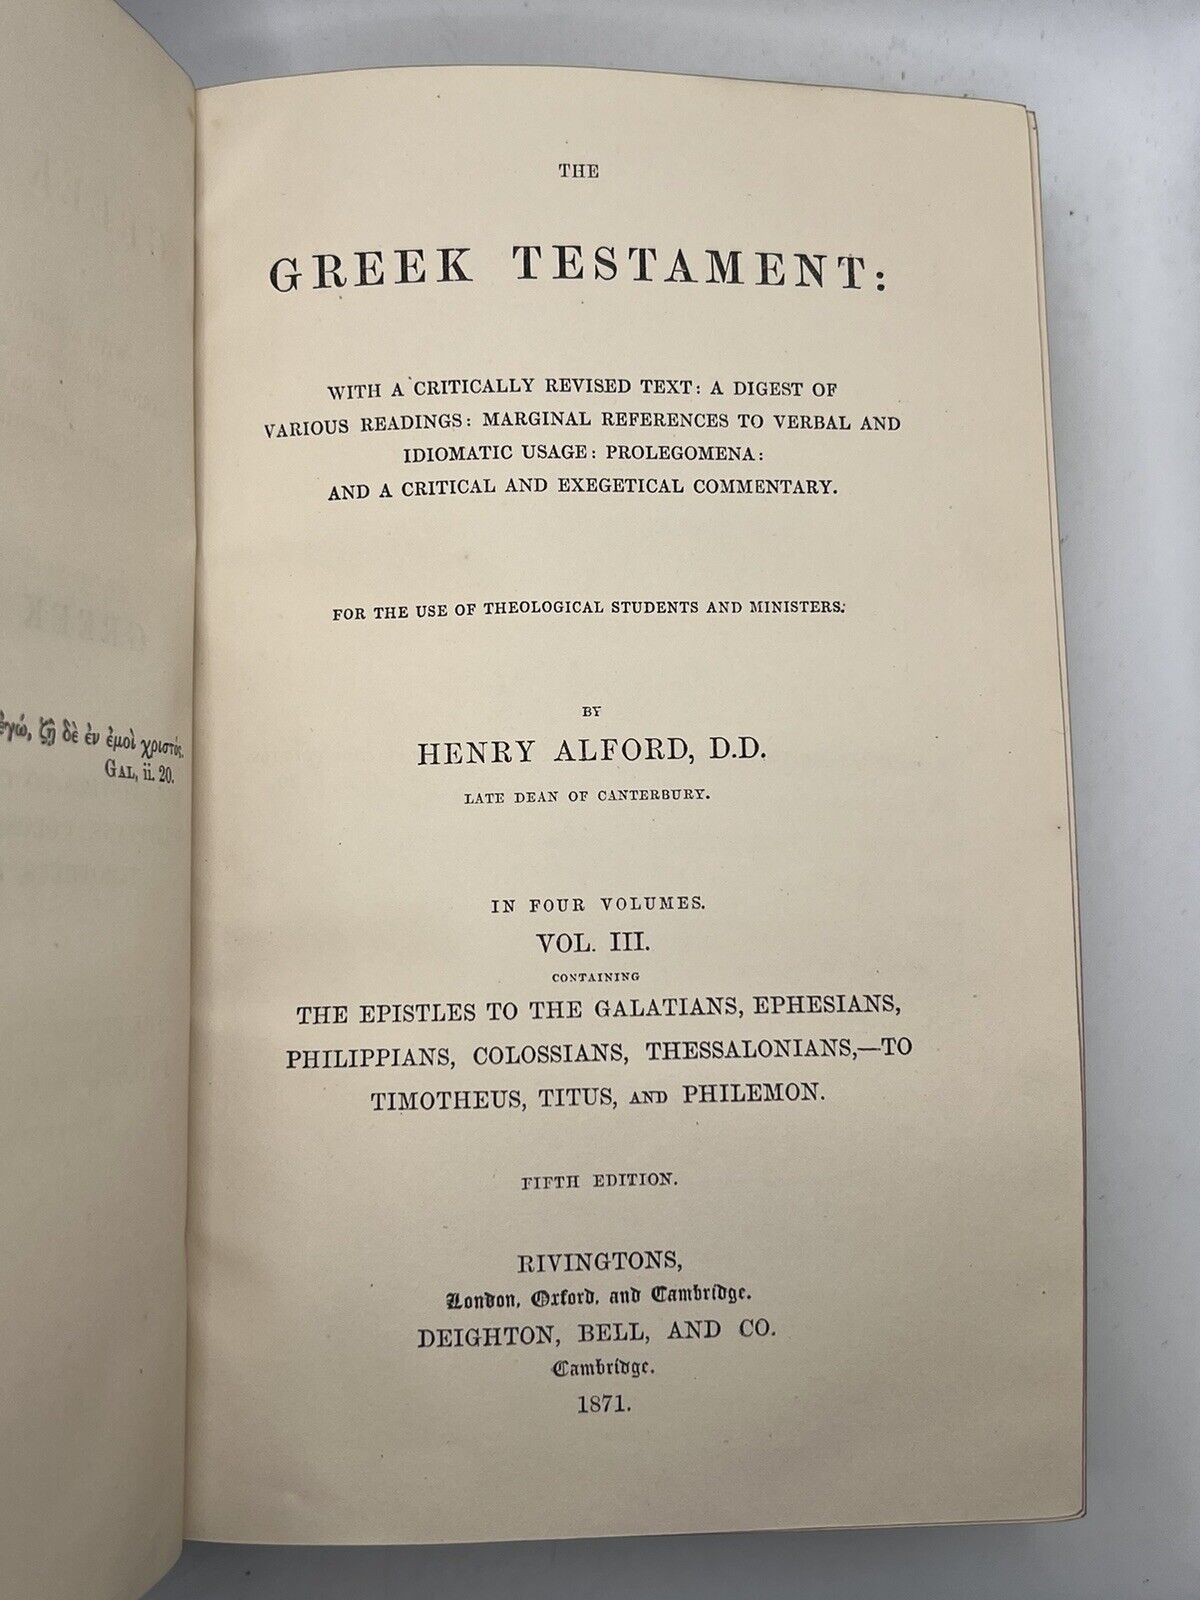 ζῇ δὲ ἐν ἐμοὶ χριστός.
GAL, ii. 20.
THE
GREEK TESTAMENT:
WITH A CRITICALLY REVISED TEXT: A DIGEST OF
VARIOUS READINGS: MARGINAL REFERENCES TO VERBAL AND
IDIOMATIC USAGE: PROLEGOMENA:
AND A CRITICAL AND EXEGETICAL COMMENTARY.
FOR THE USE OF THEOLOGICAL STUDENTS AND MINISTERS.
BY
HENRY ALFORD, D.D.
LATE DEAN OF CANTERBURY.
IN FOUR VOLUMES.
VOL. III.
CONTAINING
THE EPISTLES TO THE GALATIANS, EPHESIANS,
PHILIPPIANS, COLOSSIANS, THESSALONIANS,—TO
TIMOTHEUS, TITUS, AND PHILEMON.
FIFTH EDITION.
RIVINGTONS,
London, Oxford, and Cambridge.
DEIGHTON, BELL, AND CO.
Cambridge.
1871.